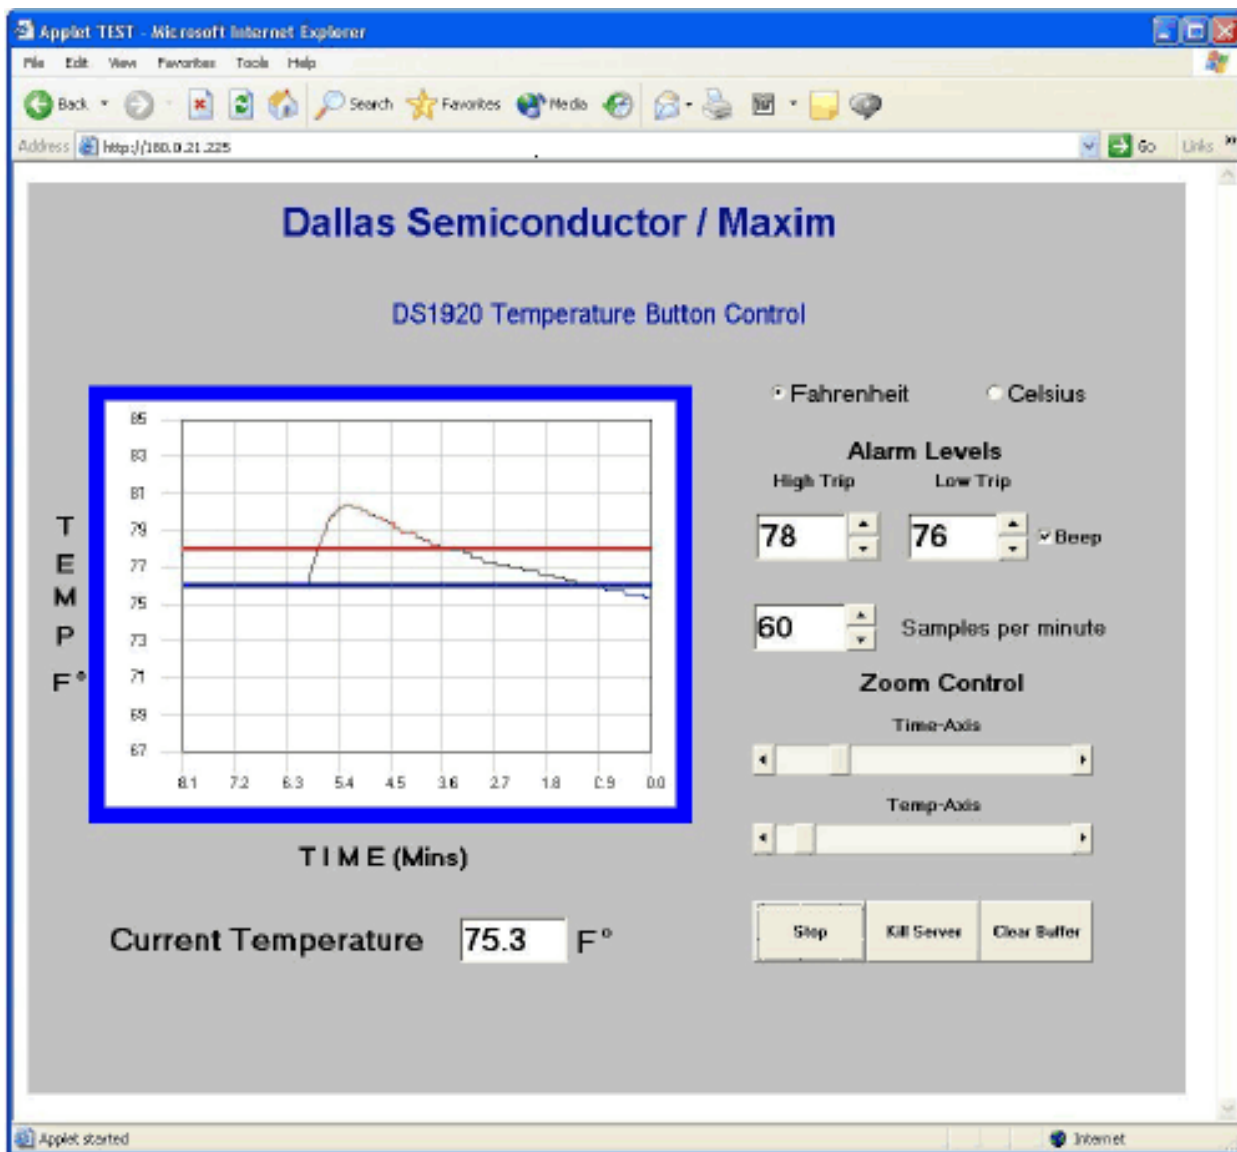 Applet TEST - Microsoft Internet Explorer
File Edit View Favorites Tools Help
Back Search Favorites Media
Address http://180.0.21.225 Go Links »
Dallas Semiconductor / Maxim
DS1920 Temperature Button Control
Fahrenheit Celsius
Alarm Levels
High Trip Low Trip
78 76 Beep
60 Samples per minute
Zoom Control
Time-Axis
Temp-Axis
Stop Kill Server Clear Buffer
T
E
M
P
F°
85
83
81
79
77
75
73
71
69
67
8.1 7.2 6.3 5.4 4.5 3.6 2.7 1.8 0.9 0.0
T I M E (Mins)
Current Temperature 75.3 F°
Applet started Internet